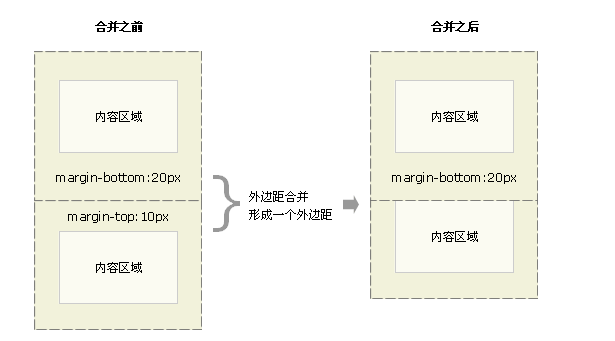 合并之前
合并之后
内容区域
margin-bottom:20px
margin-top:10px
内容区域
外边距合并
形成一个外边距
内容区域
margin-bottom:20px
内容区域